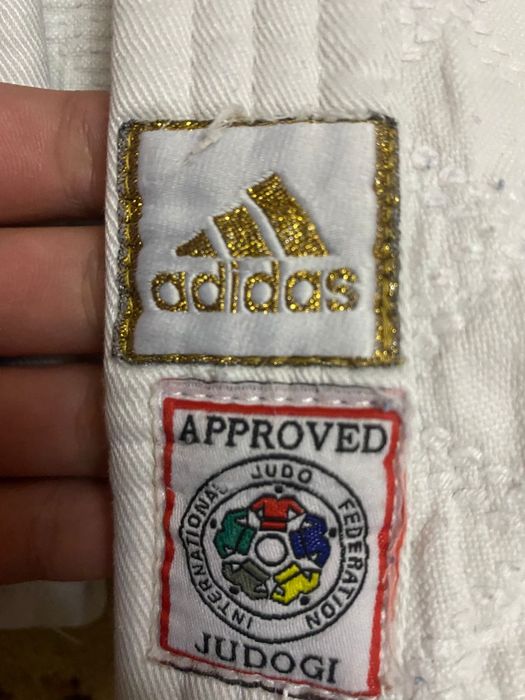 adidas
APPROVED
INTERNATIONAL JUDO FEDERATION
JUDOGI